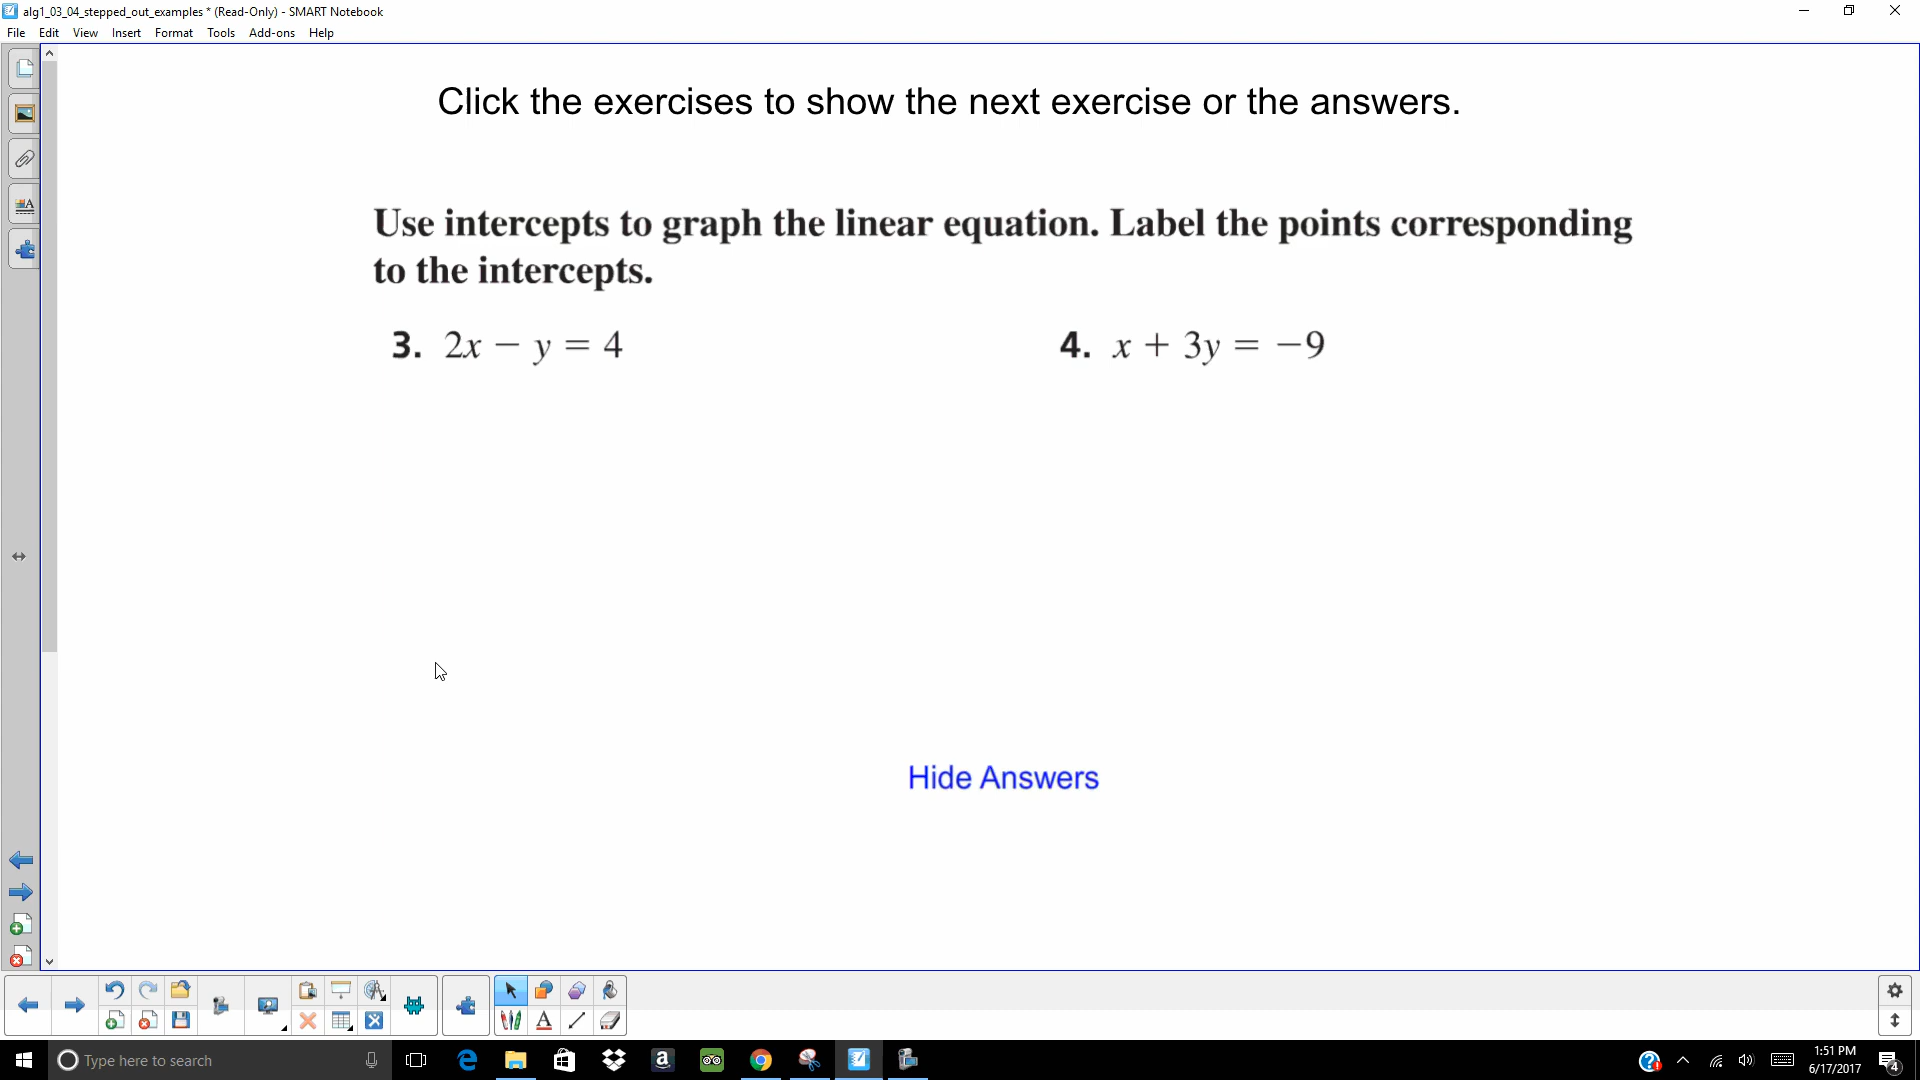 alg1_03_04_stepped_out_examples * (Read-Only) - SMART Notebook
File Edit View Insert Format Tools Add-ons Help
Click the exercises to show the next exercise or the answers.
Use intercepts to graph the linear equation. Label the points corresponding
to the intercepts.
3. 2x − y = 4
4. x + 3y = −9
Hide Answers
Type here to search
1:51 PM
6/17/2017
4